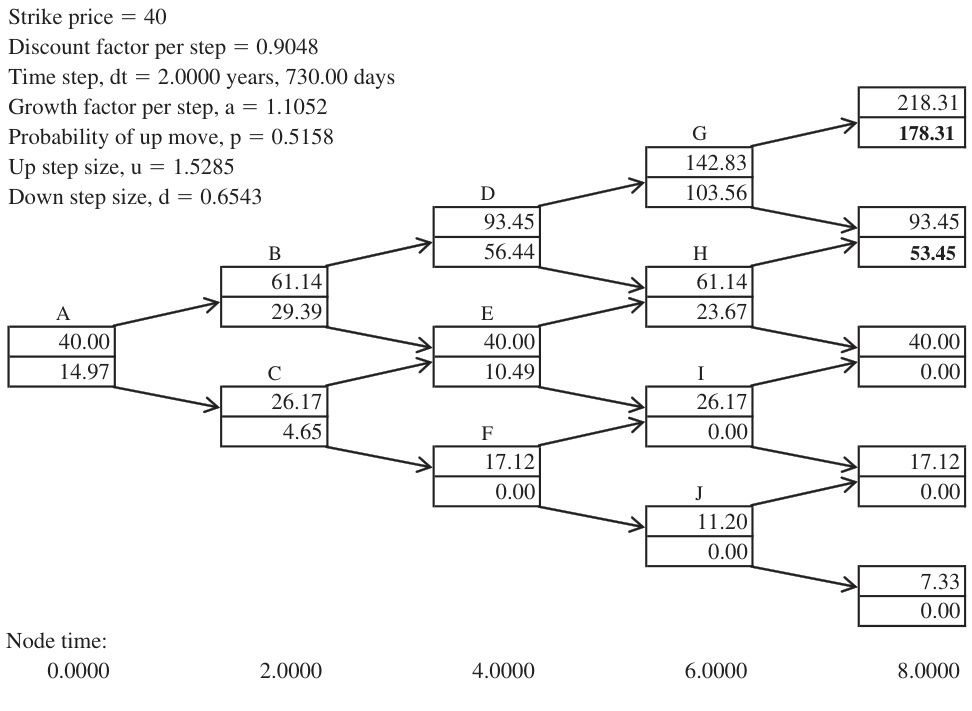 Strike price = 40
Discount factor per step = 0.9048
Time step, dt = 2.0000 years, 730.00 days
Growth factor per step, a = 1.1052
Probability of up move, p = 0.5158
Up step size, u = 1.5285
Down step size, d = 0.6543
A
40.00
14.97
B
61.14
29.39
C
26.17
4.65
D
93.45
56.44
E
40.00
10.49
F
17.12
0.00
G
142.83
103.56
H
61.14
23.67
I
26.17
0.00
J
11.20
0.00
218.31
178.31
93.45
53.45
40.00
0.00
17.12
0.00
7.33
0.00
Node time:
0.0000 2.0000 4.0000 6.0000 8.0000